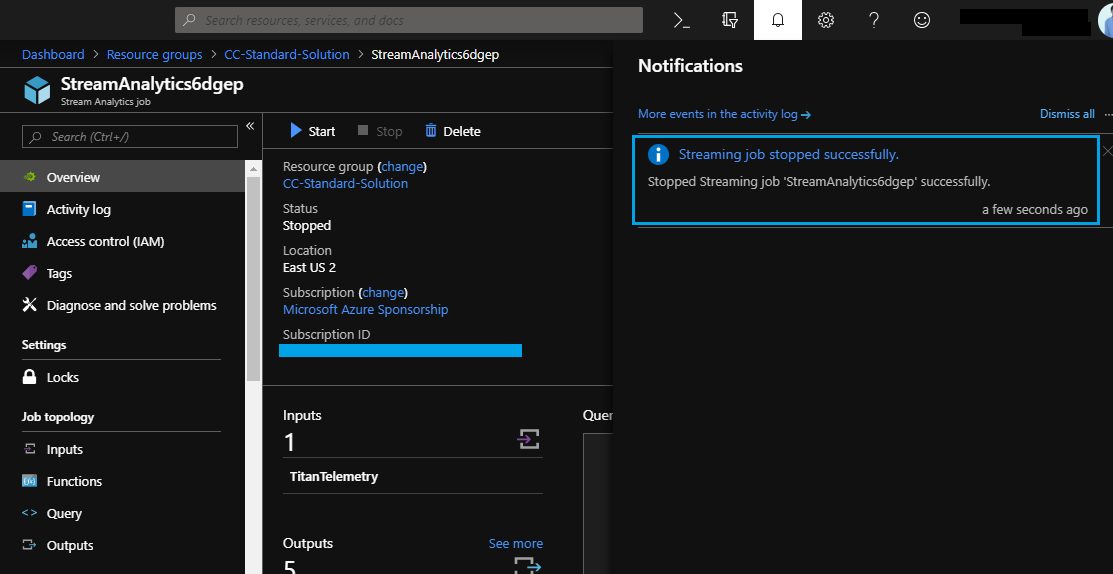 Search resources, services, and docs
Dashboard > Resource groups > CC-Standard-Solution > StreamAnalytics6dgep
StreamAnalytics6dgep
Stream Analytics job
Search (Ctrl+/)
Overview
Activity log
Access control (IAM)
Tags
Diagnose and solve problems
Settings
Locks
Job topology
Inputs
Functions
Query
Outputs
Start
Stop
Delete
Resource group (change)
CC-Standard-Solution
Status
Stopped
Location
East US 2
Subscription (change)
Microsoft Azure Sponsorship
Subscription ID
Inputs
1
TitanTelemetry
Outputs
See more
5
Quer
Notifications
More events in the activity log
Dismiss all
Streaming job stopped successfully.
Stopped Streaming job 'StreamAnalytics6dgep' successfully.
a few seconds ago